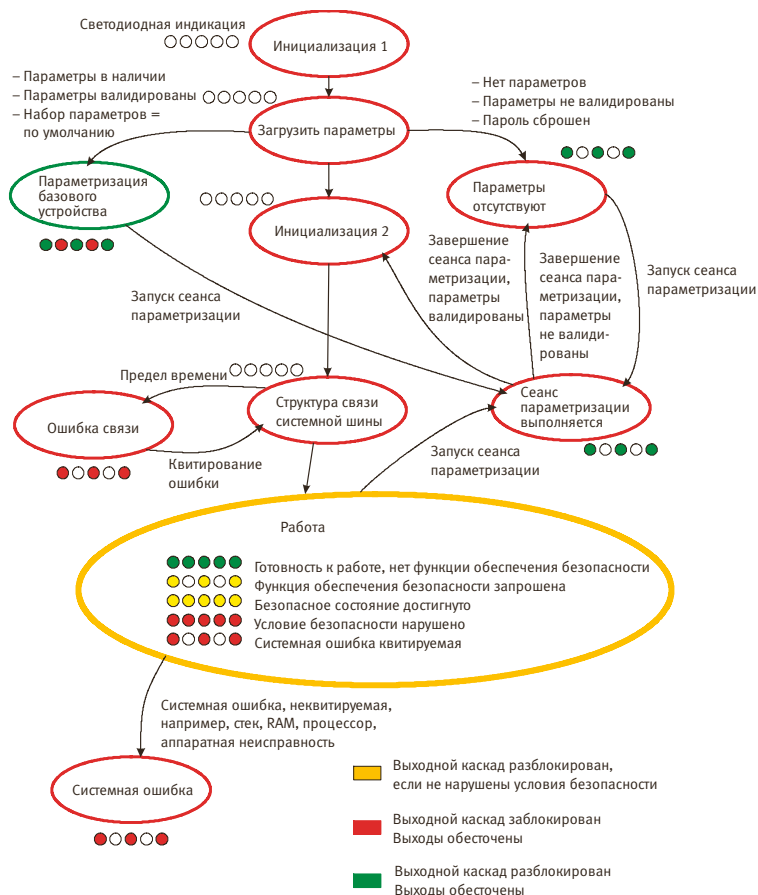 Светодиодная индикация
Инициализация 1
– Параметры в наличии
– Параметры валидированы
– Набор параметров =
по умолчанию
Загрузить параметры
– Нет параметров
– Параметры не валидированы
– Пароль сброшен
Параметризация
базового
устройства
Инициализация 2
Параметры
отсутствуют
Завершение
сеанса пара-
метризации,
параметры
валидированы
Завершение
сеанса пара-
метризации,
параметры
не валиди-
рованы
Запуск сеанса
параметризации
Запуск сеанса
параметризации
Предел времени
Структура связи
системной шины
Сеанс
параметризации
выполняется
Ошибка связи
Квитирование
ошибки
Запуск сеанса
параметризации
Работа
Готовность к работе, нет функции обеспечения безопасности
Функция обеспечения безопасности запрошена
Безопасное состояние достигнуто
Условие безопасности нарушено
Системная ошибка квитируемая
Системная ошибка, неквитируемая,
например, стек, RAM, процессор,
аппаратная неисправность
Системная ошибка
Выходной каскад разблокирован,
если не нарушены условия безопасности
Выходной каскад заблокирован
Выходы обесточены
Выходной каскад разблокирован
Выходы обесточены